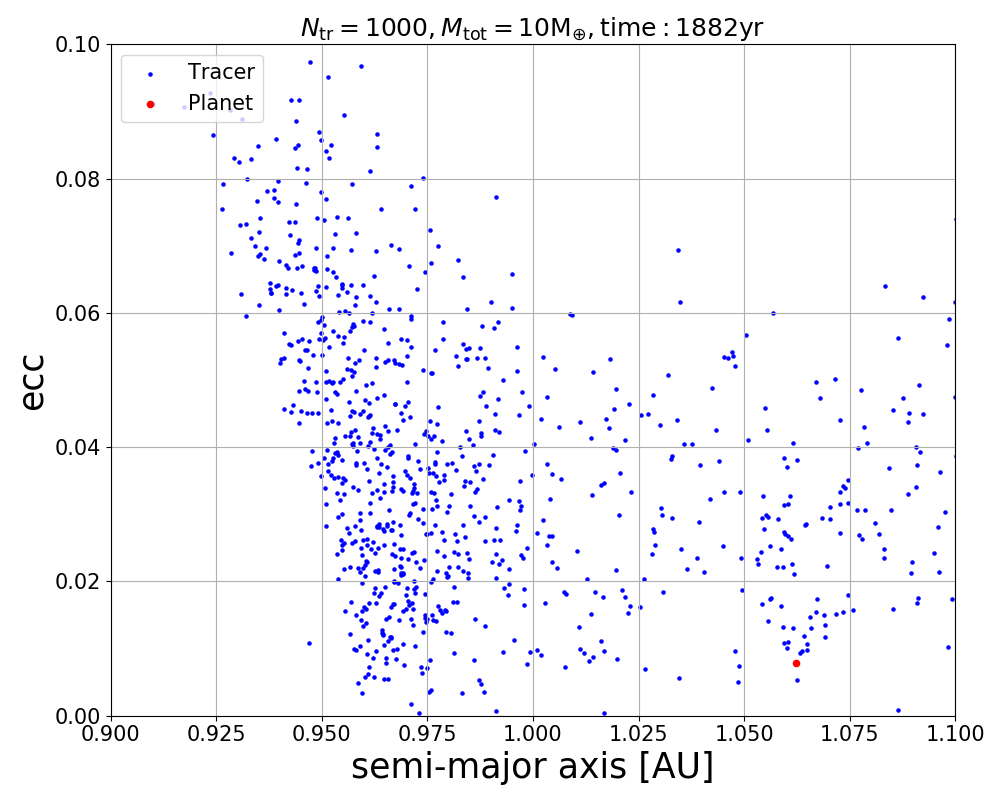 N_tr = 1000, M_tot = 10M_⊕, time : 1882yr
0.10
Tracer
Planet
0.08
0.06
0.04
0.02
0.00
ecc
0.900 0.925 0.950 0.975 1.000 1.025 1.050 1.075 1.100
semi-major axis [AU]